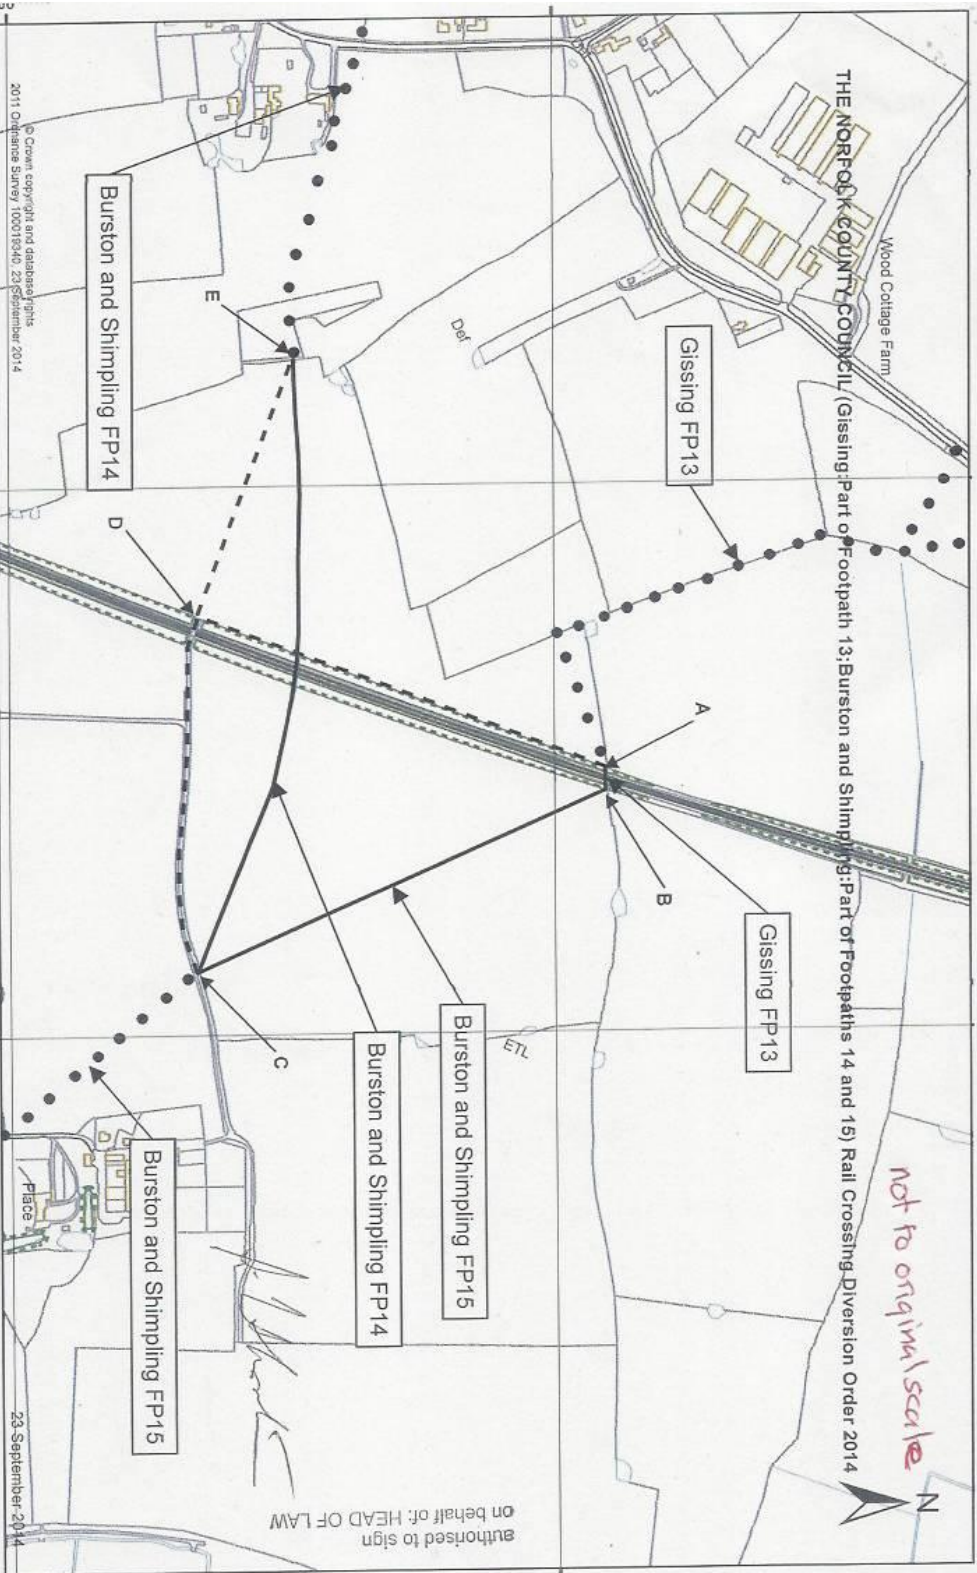 not to original scale
N
THE NORFOLK COUNTY COUNCIL (Gissing:Part of Footpath 13;Burston and Shimpling:Part of Footpaths 14 and 15) Rail Crossing Diversion Order 2014
Wood Cottage Farm
Gissing FP13
Gissing FP13
A
B
Def
ETL
Burston and Shimpling FP15
Burston and Shimpling FP14
E
C
D
Burston and Shimpling FP14
Burston and Shimpling FP15
Place
authorised to sign
on behalf of: HEAD OF LAW
© Crown copyright and database rights
2011 Ordnance Survey 100019340, 23 September 2014
23-September-2014